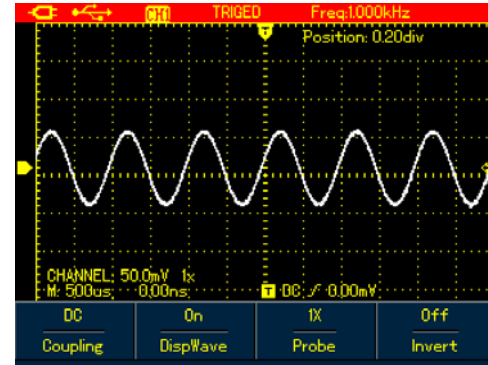 CH1 TRIGED Freq:1.000kHz
T Position: 0.20div
CHANNEL: 50.0mV 1x
M: 500us, 0.00ns T DC 0.00mV
DC On 1X Off
Coupling DispWave Probe Invert